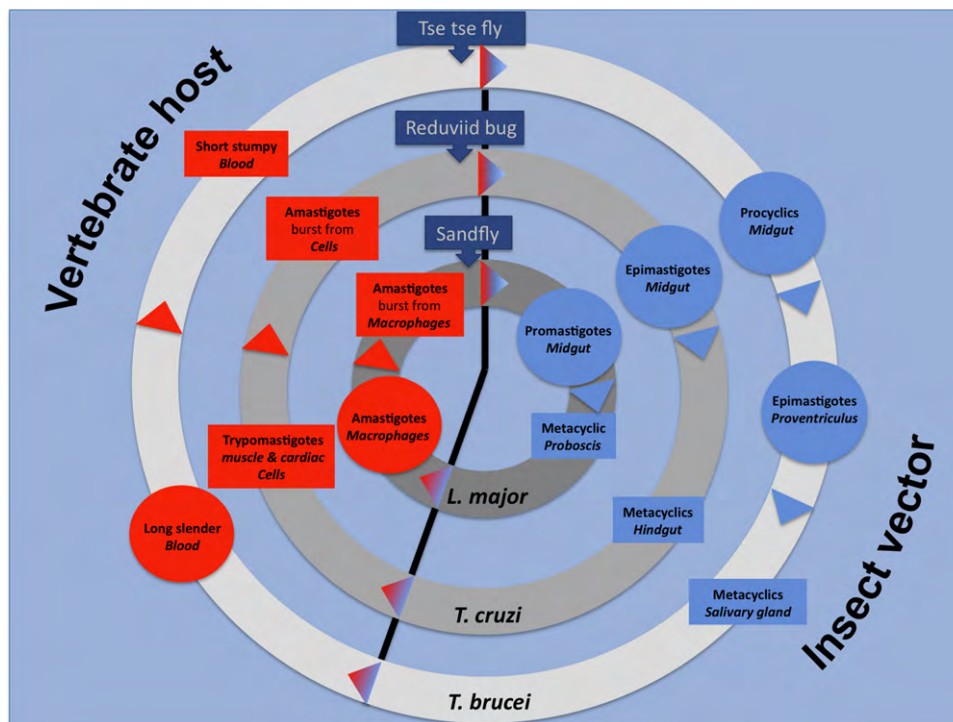 Tse tse fly
Vertebrate host
Reduviid bug
Short stumpy
Blood
Procyclics
Midgut
Amastigotes
burst from
Cells
Sandfly
Epimastigotes
Midgut
Amastigotes
burst from
Macrophages
Promastigotes
Midgut
Epimastigotes
Proventriculus
Amastigotes
Macrophages
Metacyclic
Proboscis
Trypomastigotes
muscle & cardiac
Cells
L. major
Long slender
Blood
Metacyclics
Hindgut
Metacyclics
Salivary gland
Insect vector
T. cruzi
T. brucei